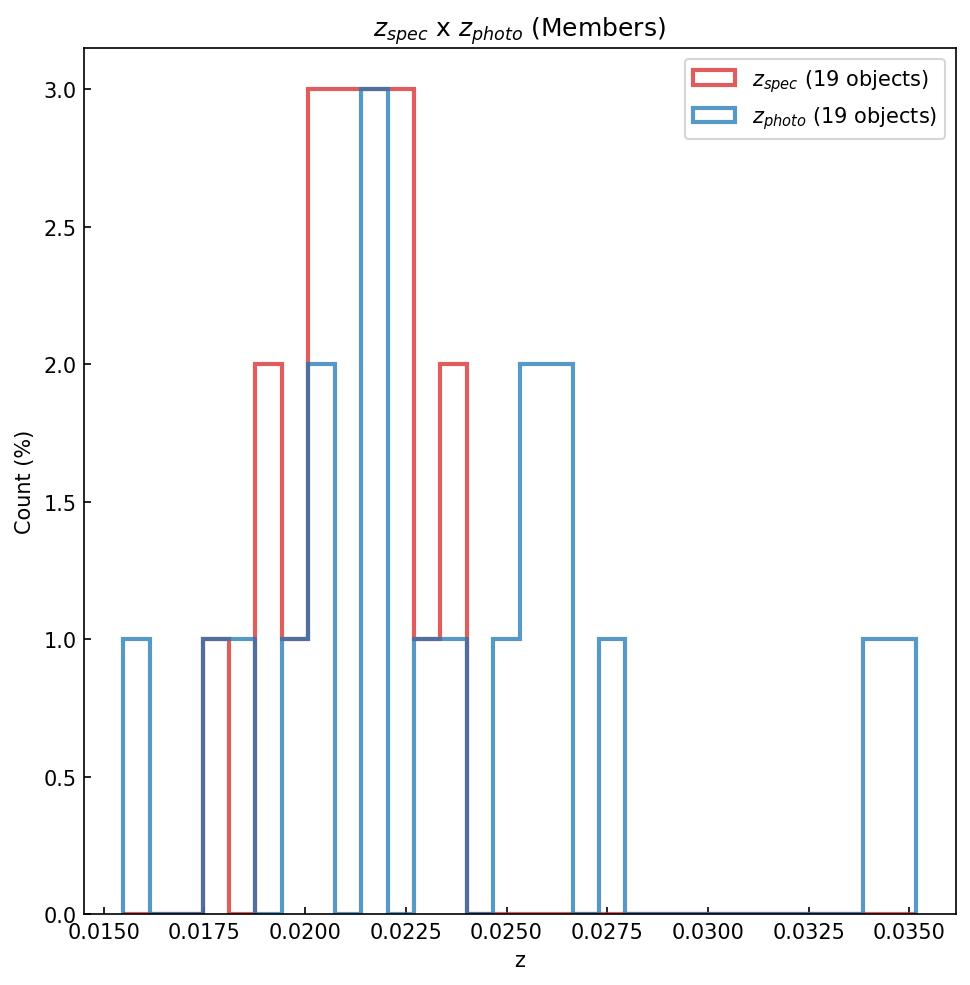 z_spec x z_photo (Members)
z_spec (19 objects)
z_photo (19 objects)
Count (%)
3.0
2.5
2.0
1.5
1.0
0.5
0.0
0.0150 0.0175 0.0200 0.0225 0.0250 0.0275 0.0300 0.0325 0.0350
z